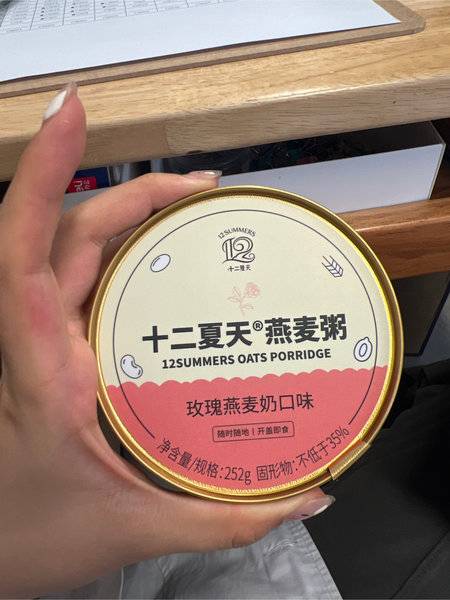 12SUMMERS
12
十二夏天
十二夏天®燕麦粥
12SUMMERS OATS PORRIDGE
玫瑰燕麦奶口味
随时随地 | 开盖即食
净含量/规格:252g 固形物:不低于35%